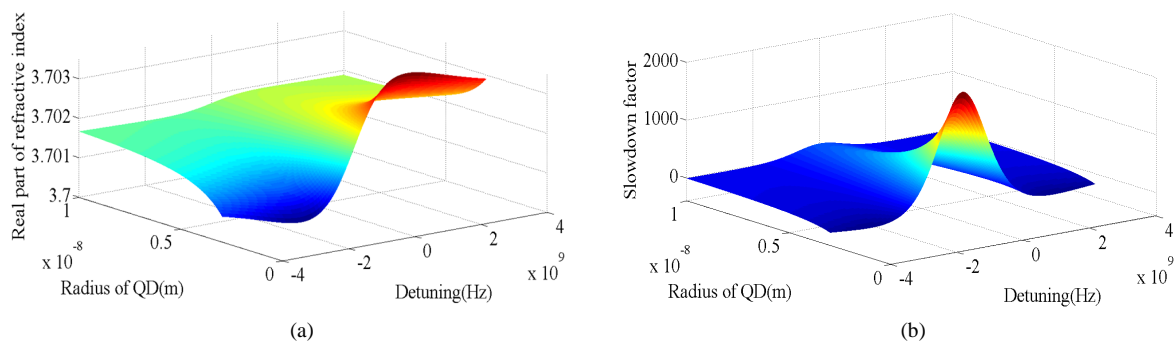 Real part of refractive index
3.703
3.702
3.701
3.7
1
0.5
0
x 10⁻⁸
Radius of QD(m)
-4
-2
0
2
4
x 10⁹
Detuning(Hz)
(a)
Slowdown factor
2000
1000
0
1
0.5
0
x 10⁻⁸
Radius of QD(m)
-4
-2
0
2
4
x 10⁹
Detuning(Hz)
(b)